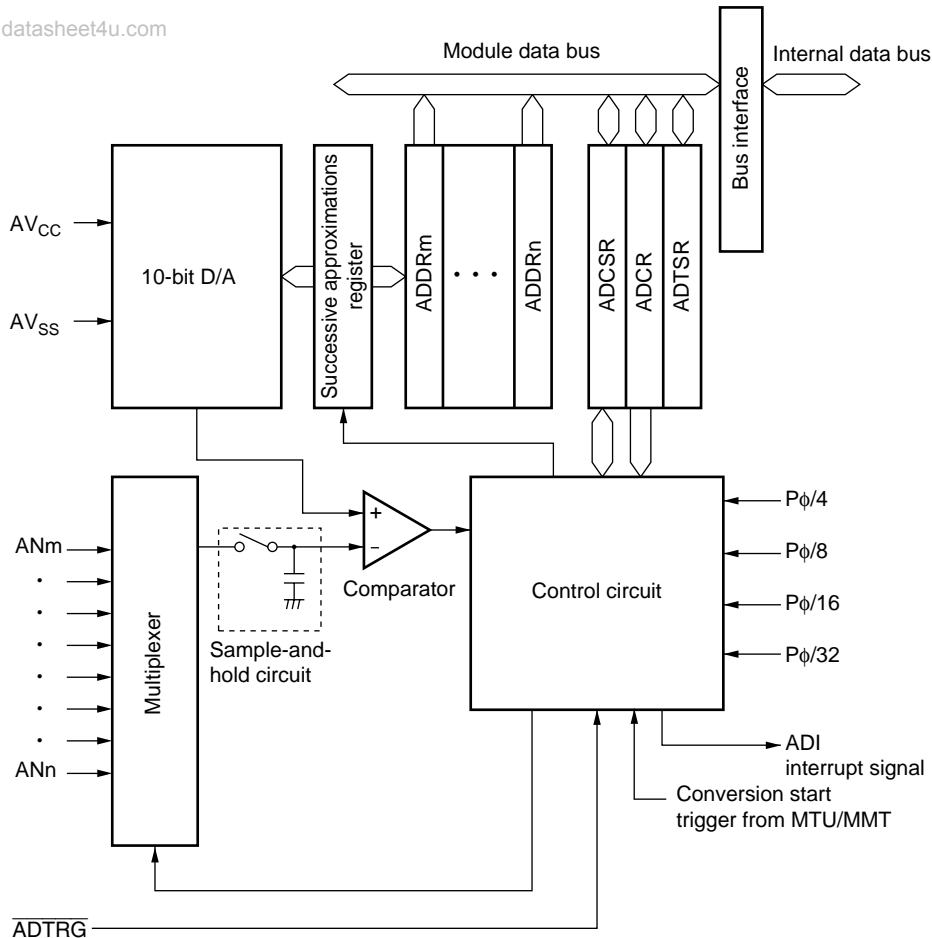 datasheet4u.com
Module data bus
Internal data bus
Bus interface
AVCC
AVSS
10-bit D/A
Successive approximations
register
ADDRm
• • •
ADDRn
ADCSR
ADCR
ADTSR
ANm
ANn
Multiplexer
Sample-and-
hold circuit
+
−
Comparator
Control circuit
Pϕ/4
Pϕ/8
Pϕ/16
Pϕ/32
ADI
interrupt signal
Conversion start
trigger from MTU/MMT
ADTRG